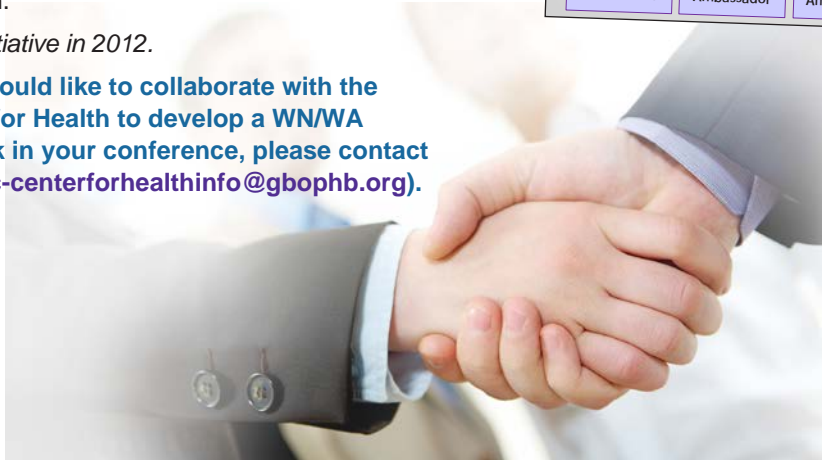 tiative in 2012.
ould like to collaborate with the
or Health to develop a WN/WA
k in your conference, please contact
-centerforhealthinfo@gbophb.org).
Ambassador